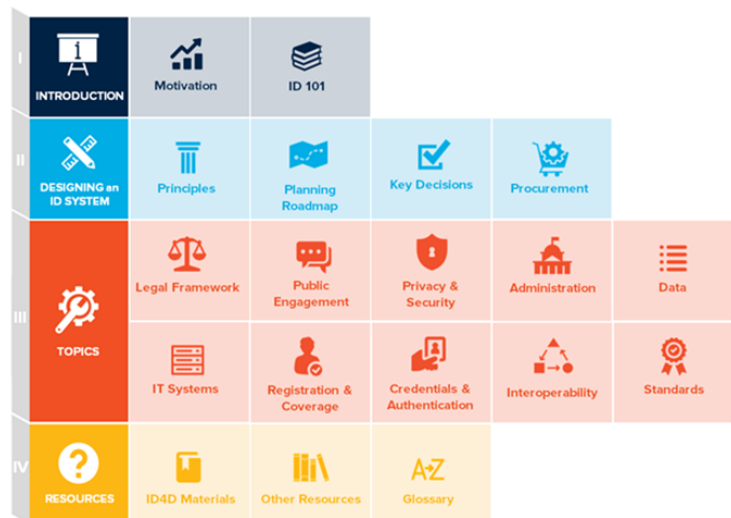 I
i
INTRODUCTION
Motivation
ID 101
II
DESIGNING an
ID SYSTEM
Principles
Planning
Roadmap
Key Decisions
Procurement
III
TOPICS
Legal Framework
Public
Engagement
Privacy &
Security
Administration
Data
IT Systems
Registration &
Coverage
Credentials &
Authentication
Interoperability
Standards
IV
?
RESOURCES
ID4D Materials
Other Resources
A-Z
Glossary